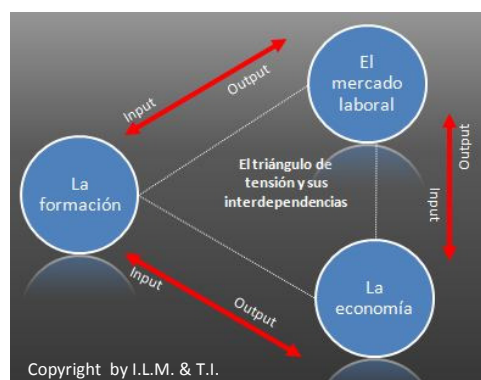 El
mercado
laboral
Input
Output
La
formación
El triángulo de
tensión y sus
interdependencias
Output
Input
Input
Output
La
economía
Copyright by I.L.M. & T.I.